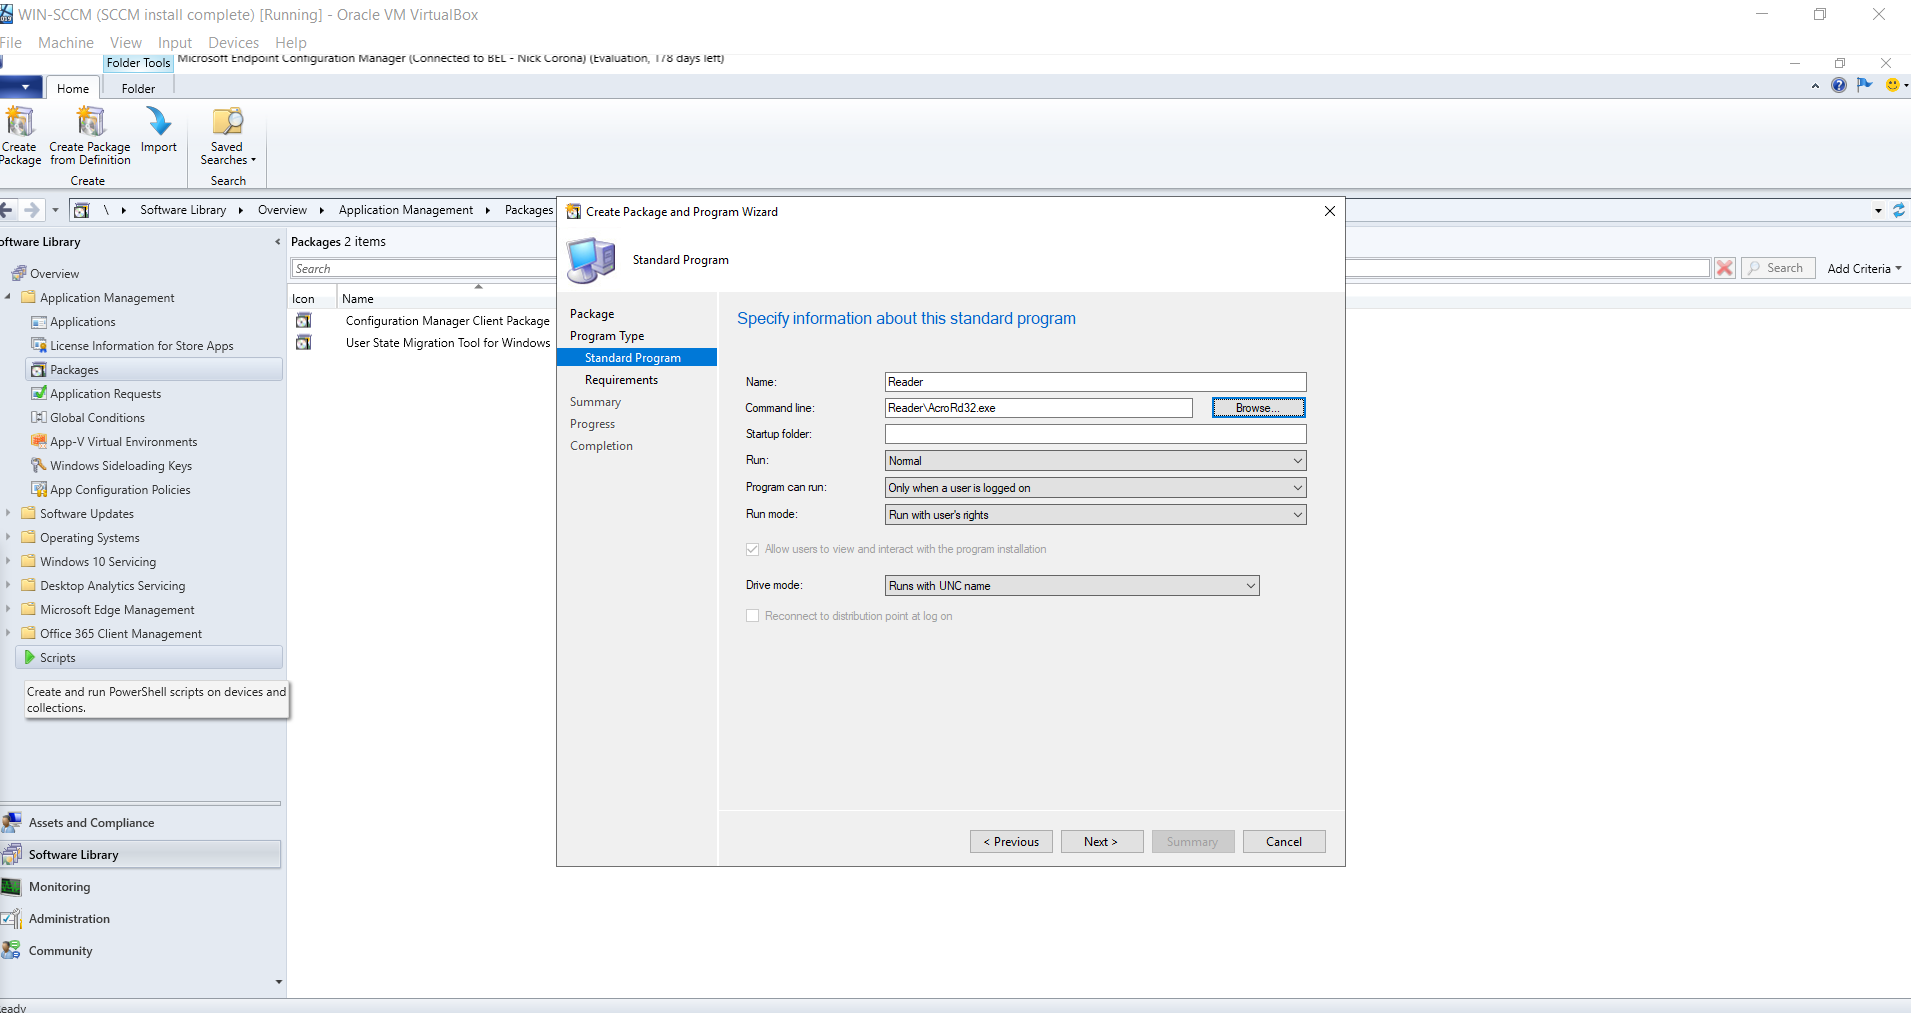 WIN-SCCM (SCCM install complete) [Running] - Oracle VM VirtualBox
File Machine View Input Devices Help
Folder Tools Microsoft Endpoint Configuration Manager (Connected to BEL - Nick Corona) (Evaluation, 178 days left)
Home Folder
Create Package
Create Package from Definition
Import
Saved Searches
Create Search
\ Software Library Overview Application Management Packages
Software Library
Packages 2 items
Search
Search Add Criteria
Icon Name
Configuration Manager Client Package
User State Migration Tool for Windows
Overview
Application Management
Applications
License Information for Store Apps
Packages
Application Requests
Global Conditions
App-V Virtual Environments
Windows Sideloading Keys
App Configuration Policies
Software Updates
Operating Systems
Windows 10 Servicing
Desktop Analytics Servicing
Microsoft Edge Management
Office 365 Client Management
Scripts
Create and run PowerShell scripts on devices and
collections.
Assets and Compliance
Software Library
Monitoring
Administration
Community
eady
Create Package and Program Wizard
Standard Program
Package
Program Type
Standard Program
Requirements
Summary
Progress
Completion
Specify information about this standard program
Name: Reader
Command line: Reader\AcroRd32.exe Browse...
Startup folder:
Run: Normal
Program can run: Only when a user is logged on
Run mode: Run with user's rights
Allow users to view and interact with the program installation
Drive mode: Runs with UNC name
Reconnect to distribution point at log on
< Previous Next > Summary Cancel